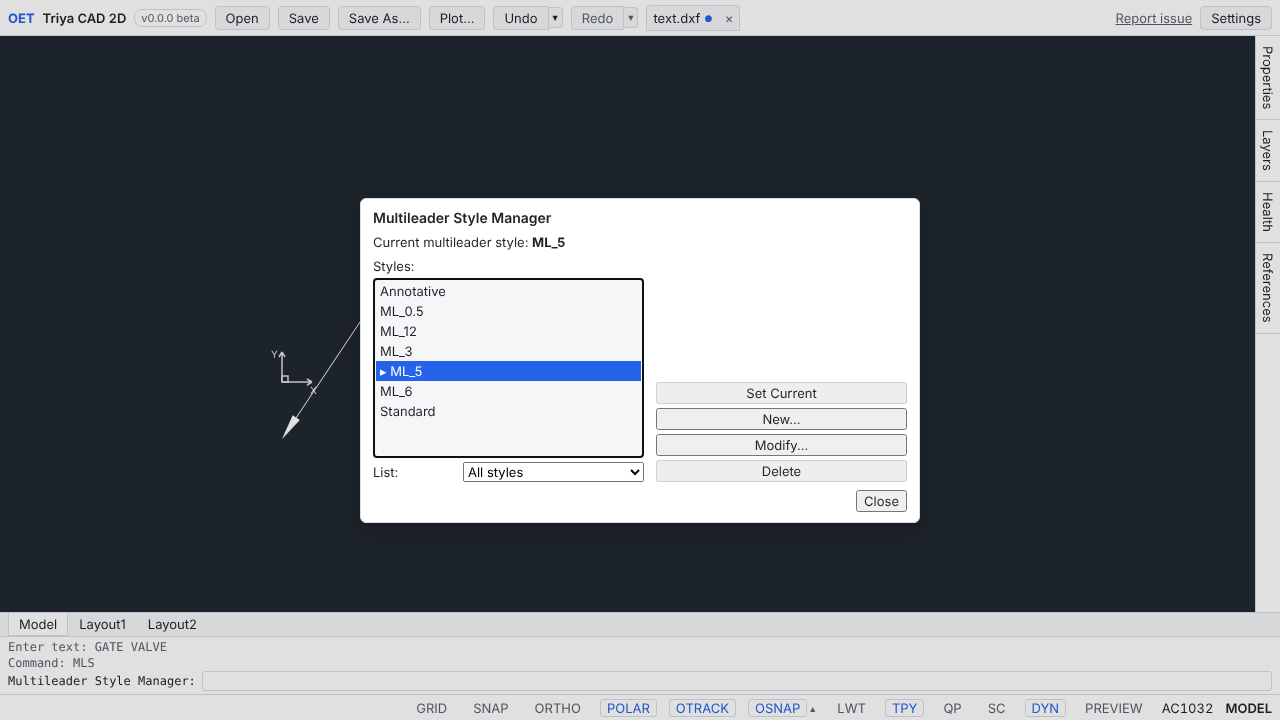 OET Triya CAD 2D v0.0.0 beta Open Save Save As... Plot... Undo ▾ Redo ▾ text.dxf ● × Report issue Settings
Properties
Layers
Health
References
Multileader Style Manager
Current multileader style: ML_5
Styles:
Annotative
ML_0.5
ML_12
ML_3
▸ ML_5
ML_6
Standard
Set Current
New...
Modify...
Delete
List: All styles
Close
Y
X
Model Layout1 Layout2
Enter text: GATE VALVE
Command: MLS
Multileader Style Manager:
GRID SNAP ORTHO POLAR OTRACK OSNAP ▴ LWT TPY QP SC DYN PREVIEW AC1032 MODEL